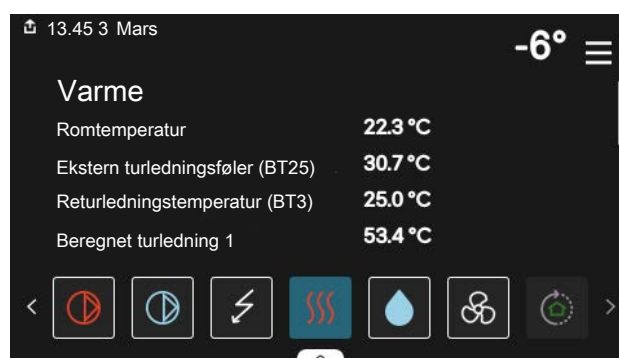 13.45 3 Mars
-6°
Varme
Romtemperatur 22.3 °C
Ekstern turledningsføler (BT25) 30.7 °C
Returledningstemperatur (BT3) 25.0 °C
Beregnet turledning 1 53.4 °C